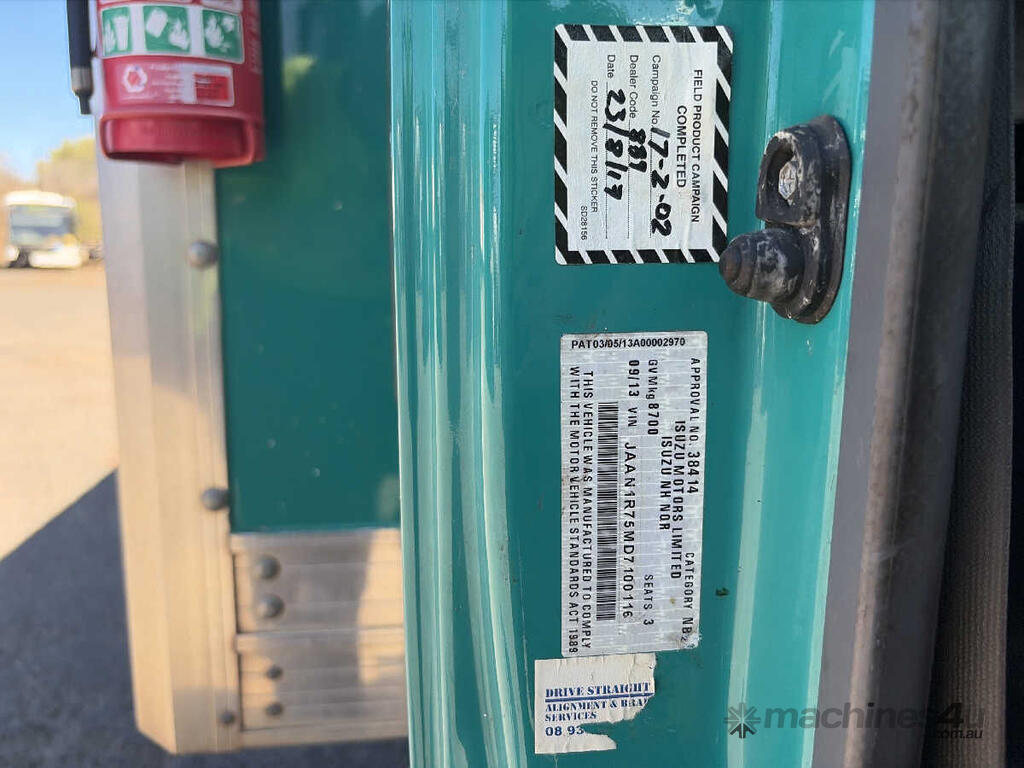 FIELD PRODUCT CAMPAIGN
COMPLETED
Campaign No 17-2-02
Dealer Code 889
Date 23/8/17
DO NOT REMOVE THIS STICKER
SD28156
PAT03/05/13A00002970
APPROVAL NO. 38414 CATEGORY NB2
ISUZU MOTORS LIMITED
ISUZU NH NOR
GVMkg 8700 SEATS 3
09/13 VIN JAAN1R75MD7100116
THIS VEHICLE WAS MANUFACTURED TO COMPLY
WITH THE MOTOR VEHICLE STANDARDS ACT 1989
DRIVE STRAIGHT
ALIGNMENT &
SERVICES
08 93
machines4u
.com.au